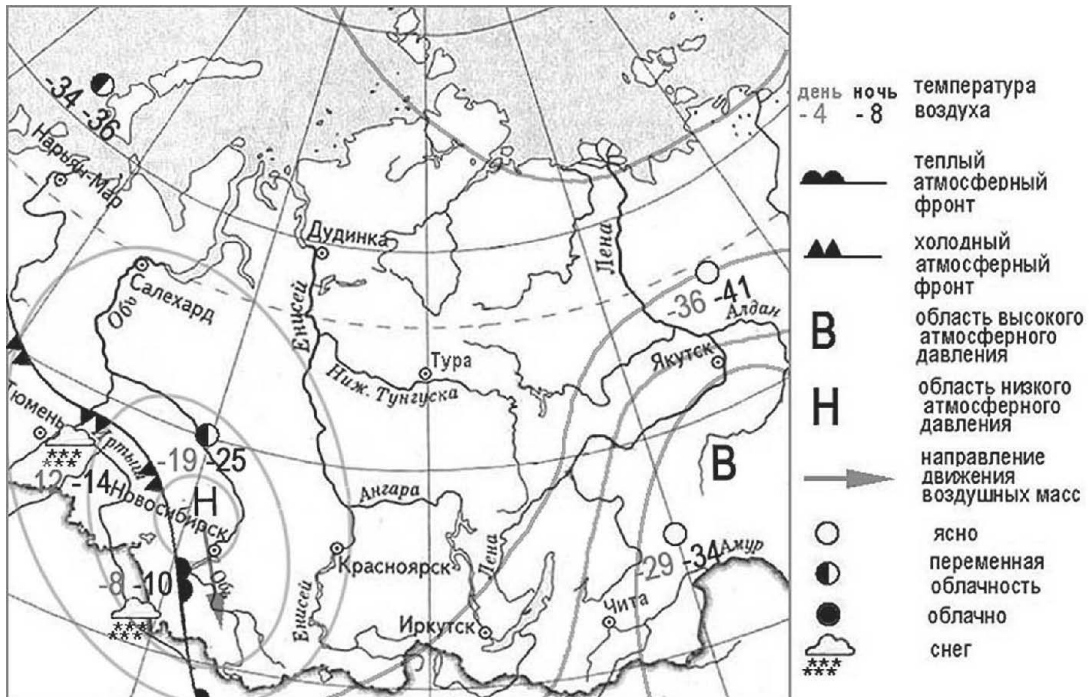 -34 -36
Нарьян-Мар
Дудинка
Салехард
Обь
Енисей
Лена
-36 -41
Алдан
Якутск
Тура
Ниж. Тунгуска
Тюмень
Иртыш
-19 -25
-12 -14
Новосибирск
Н
В
Ангара
Красноярск
Лена
-29 -34
Амур
-8 -10
Обь
Енисей
Иркутск
Чита
день ночь
-4 -8
температура
воздуха
теплый
атмосферный
фронт
холодный
атмосферный
фронт
В
область высокого
атмосферного
давления
Н
область низкого
атмосферного
давления
направление
движения
воздушных масс
ясно
переменная
облачность
облачно
снег